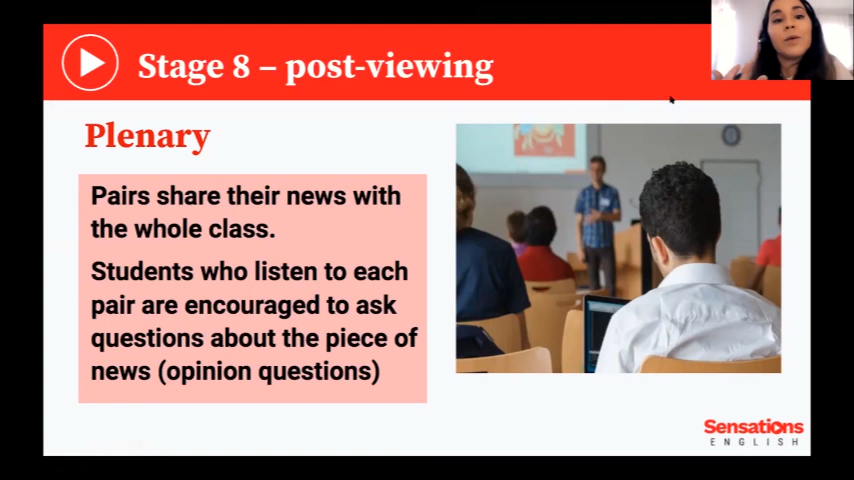 Stage 8 – post-viewing
Plenary
Pairs share their news with
the whole class.
Students who listen to each
pair are encouraged to ask
questions about the piece of
news (opinion questions)
Sensations
ENGLISH